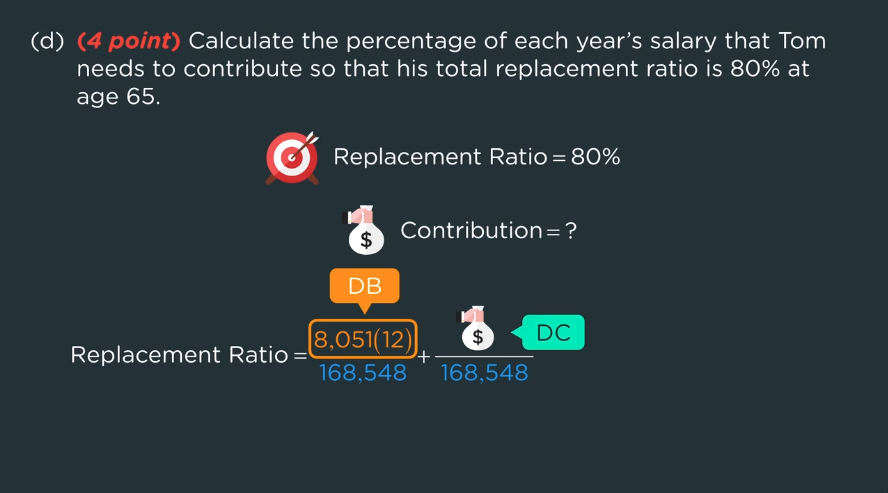 (d) (4 point) Calculate the percentage of each year’s salary that Tom
needs to contribute so that his total replacement ratio is 80% at
age 65.
Replacement Ratio = 80%
$ Contribution = ?
DB
8,051(12)
$
DC
Replacement Ratio = +
168,548 168,548